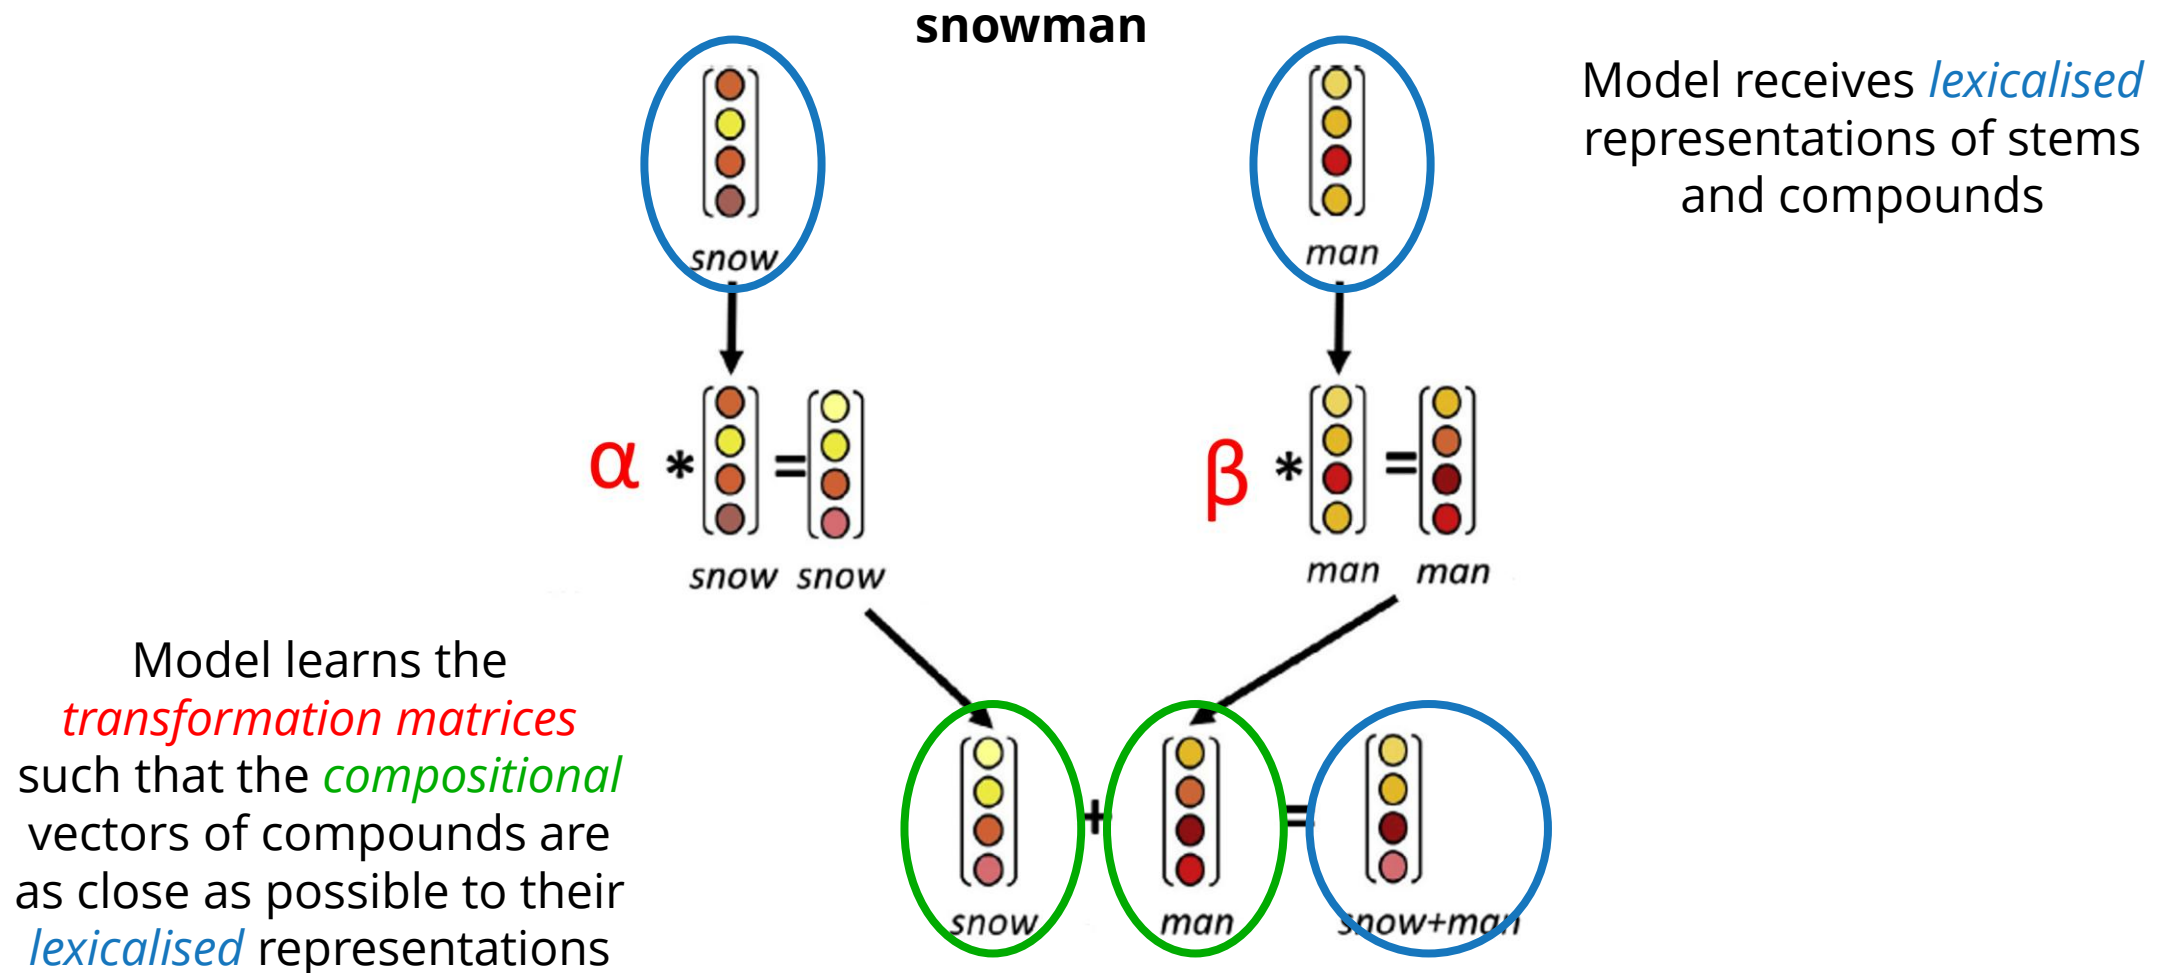 snowman
Model receives lexicalised
representations of stems
and compounds
snow
man
α * =
β * =
snow snow
man man
Model learns the
transformation matrices
such that the compositional
vectors of compounds are
as close as possible to their
lexicalised representations
+ =
snow man snow+man